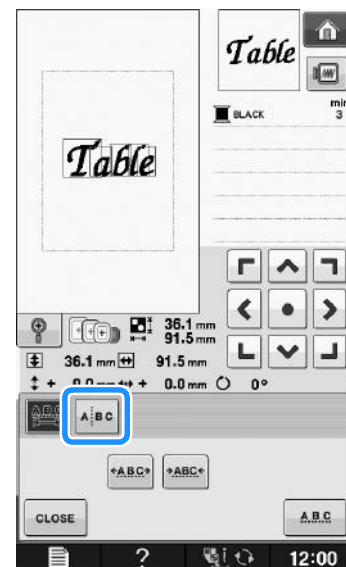 Table
BLACK
min
3
Table
36.1 mm
91.5 mm
36.1 mm 91.5 mm
+ 0.0 mm + 0.0 mm 0°
ABC A BC
ABC ABC
CLOSE ABC
? 12:00